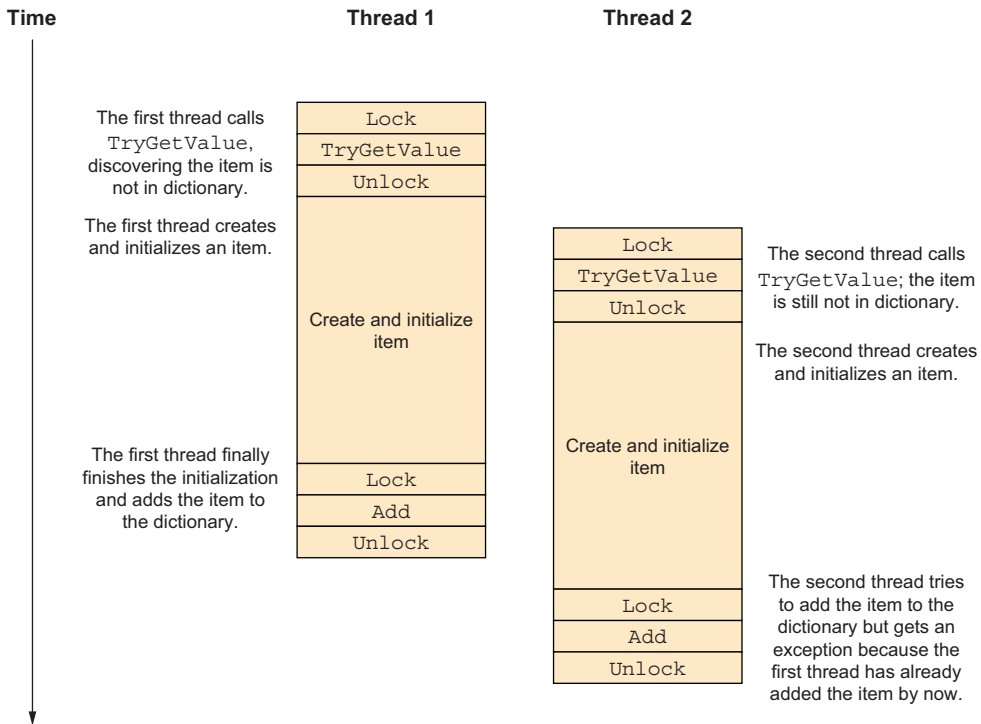 Time
Thread 1
Thread 2
The first thread calls
TryGetValue,
discovering the item is
not in dictionary.
Lock
TryGetValue
Unlock
The first thread creates
and initializes an item.
Create and initialize
item
Lock
TryGetValue
Unlock
The second thread calls
TryGetValue; the item
is still not in dictionary.
The second thread creates
and initializes an item.
Create and initialize
item
The first thread finally
finishes the initialization
and adds the item to
the dictionary.
Lock
Add
Unlock
Lock
Add
Unlock
The second thread tries
to add the item to the
dictionary but gets an
exception because the
first thread has already
added the item by now.